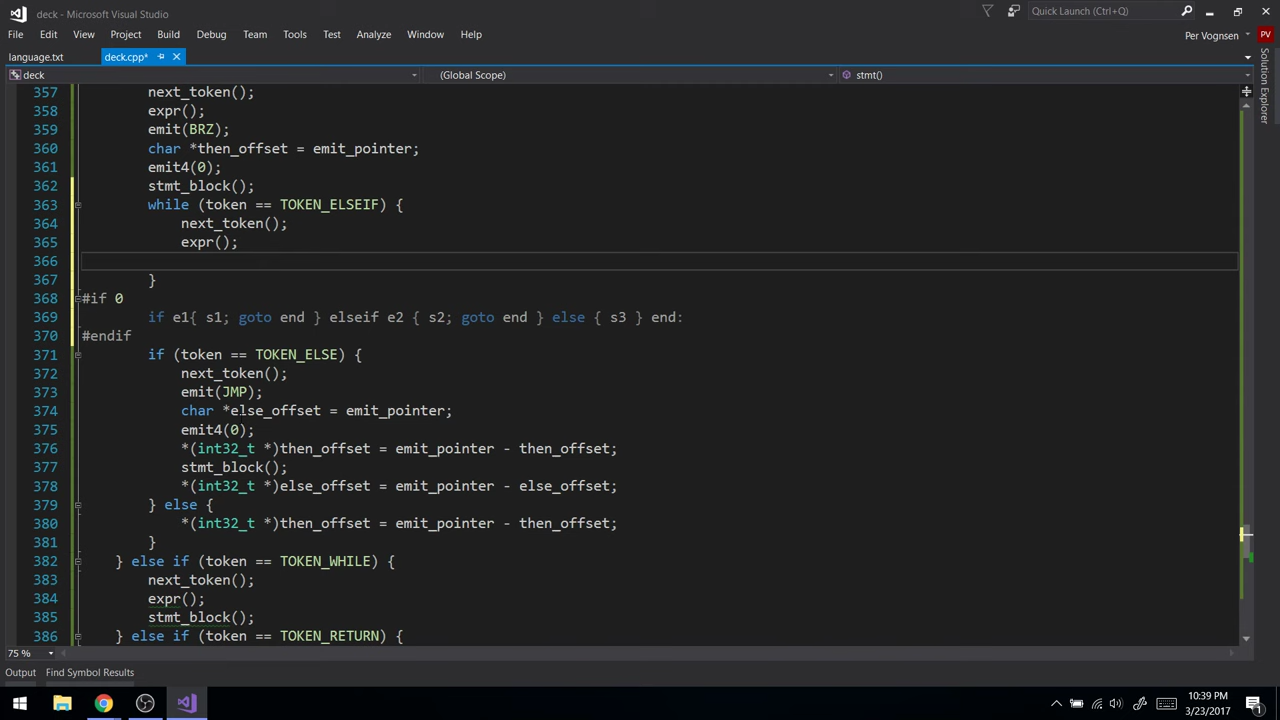 deck - Microsoft Visual Studio
Quick Launch (Ctrl+Q)
File Edit View Project Build Debug Team Tools Test Analyze Window Help
Per Vognsen
PV
language.txt
deck.cpp*
deck
(Global Scope)
stmt()
Solution Explorer
357 next_token();
358 expr();
359 emit(BRZ);
360 char *then_offset = emit_pointer;
361 emit4(0);
362 stmt_block();
363 while (token == TOKEN_ELSEIF) {
364 next_token();
365 expr();
366
367 }
368 #if 0
369 if e1{ s1; goto end } elseif e2 { s2; goto end } else { s3 } end:
370 #endif
371 if (token == TOKEN_ELSE) {
372 next_token();
373 emit(JMP);
374 char *else_offset = emit_pointer;
375 emit4(0);
376 *(int32_t *)then_offset = emit_pointer - then_offset;
377 stmt_block();
378 *(int32_t *)else_offset = emit_pointer - else_offset;
379 } else {
380 *(int32_t *)then_offset = emit_pointer - then_offset;
381 }
382 } else if (token == TOKEN_WHILE) {
383 next_token();
384 expr();
385 stmt_block();
386 } else if (token == TOKEN_RETURN) {
75 %
Output Find Symbol Results
10:39 PM
3/23/2017
1